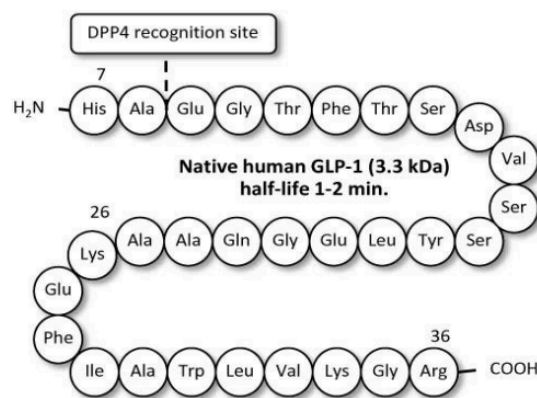 DPP4 recognition site
7
H₂N His Ala Glu Gly Thr Phe Thr Ser
Asp
Val
Native human GLP-1 (3.3 kDa)
half-life 1-2 min.
Ser
26
Lys Ala Ala Gln Gly Glu Leu Tyr Ser
Glu
Phe
36
Ile Ala Trp Leu Val Lys Gly Arg COOH